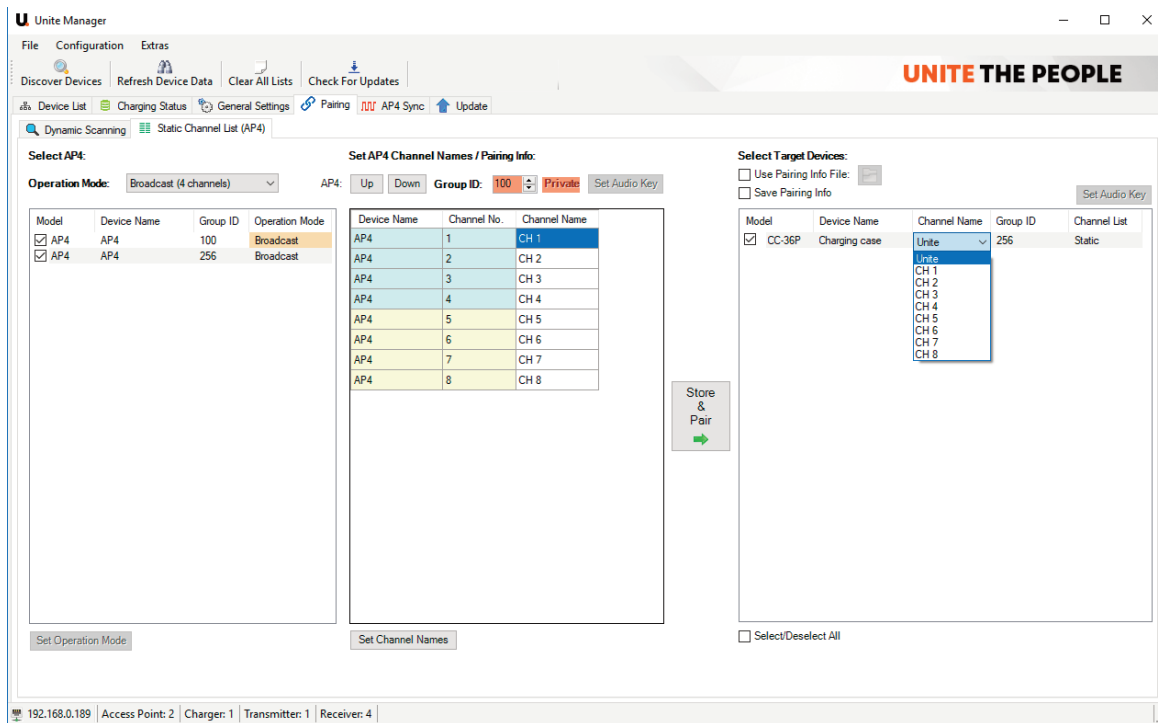 U Unite Manager
File Configuration Extras
Discover Devices Refresh Device Data Clear All Lists Check For Updates
UNITE THE PEOPLE
Device List Charging Status General Settings Pairing AP4 Sync Update
Dynamic Scanning Static Channel List (AP4)
Select AP4: Set AP4 Channel Names / Pairing Info: Select Target Devices:
Use Pairing Info File:
Operation Mode: Broadcast (4 channels) AP4: Up Down Group ID: 100 Private Set Audio Key
Save Pairing Info Set Audio Key
Model Device Name Group ID Operation Mode
AP4 AP4 100 Broadcast
AP4 AP4 256 Broadcast
Set Operation Mode
Device Name Channel No. Channel Name
AP4 1 CH 1
AP4 2 CH 2
AP4 3 CH 3
AP4 4 CH 4
AP4 5 CH 5
AP4 6 CH 6
AP4 7 CH 7
AP4 8 CH 8
Set Channel Names
Store
&
Pair
Model Device Name Channel Name Group ID Channel List
CC-36P Charging case Unite 256 Static
Unite
CH 1
CH 2
CH 3
CH 4
CH 5
CH 6
CH 7
CH 8
Select/Deselect All
192.168.0.189 Access Point: 2 Charger: 1 Transmitter: 1 Receiver: 4